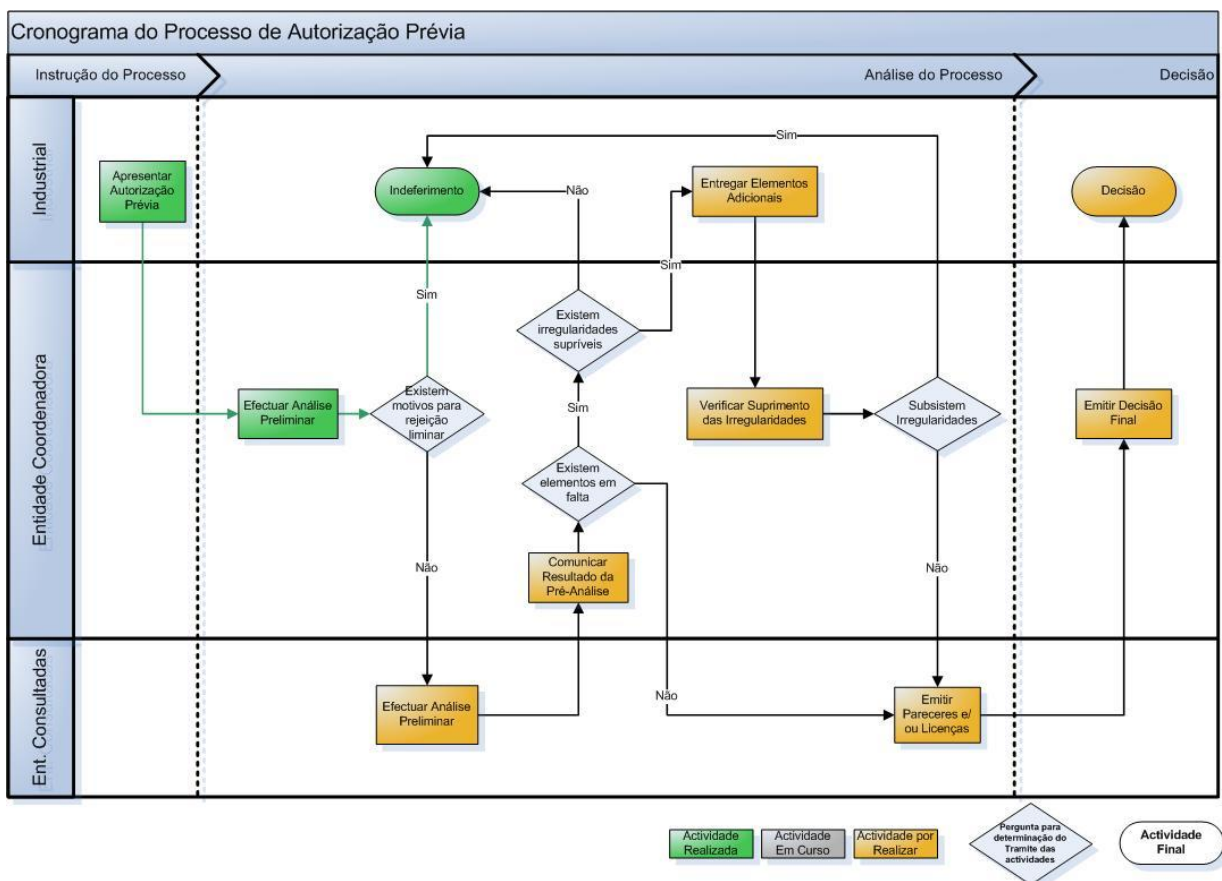 Cronograma do Processo de Autorização Prévia
Instrução do Processo
Análise do Processo
Decisão
Industrial
Apresentar
Autorização
Prévia
Indeferimento
Sim
Não
Entregar Elementos
Adicionais
Decisão
Entidade Coordenadora
Sim
Sim
Existem
irregularidades
supríveis
Efectuar Análise
Preliminar
Existem
motivos para
rejeição
liminar
Sim
Verificar Suprimento
das Irregularidades
Subsistem
Irregularidades
Emitir Decisão
Final
Existem
elementos em
falta
Não
Comunicar
Resultado da
Pré-Análise
Não
Ent. Consultadas
Efectuar Análise
Preliminar
Não
Emitir
Pareceres e/
ou Licenças
Actividade
Realizada
Actividade
Em Curso
Actividade por
Realizar
Pergunta para
determinação do
Tramite das
actividades
Actividade
Final